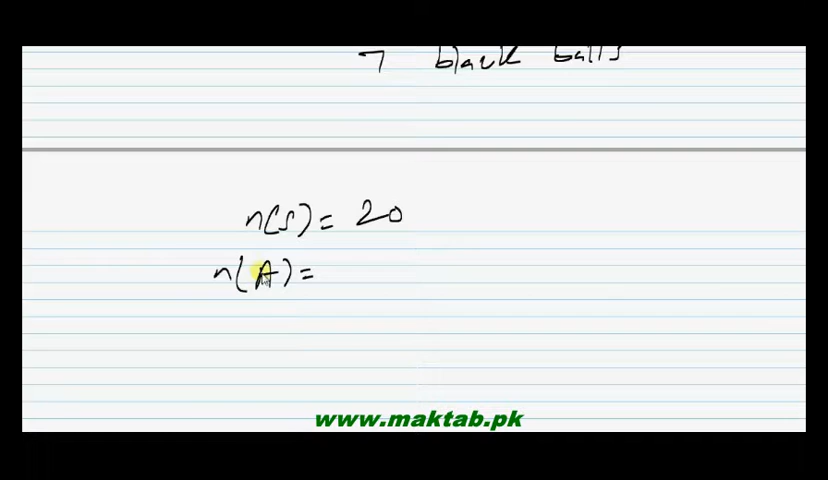 7 black balls
n(S) = 20
n(A) =
www.maktab.pk